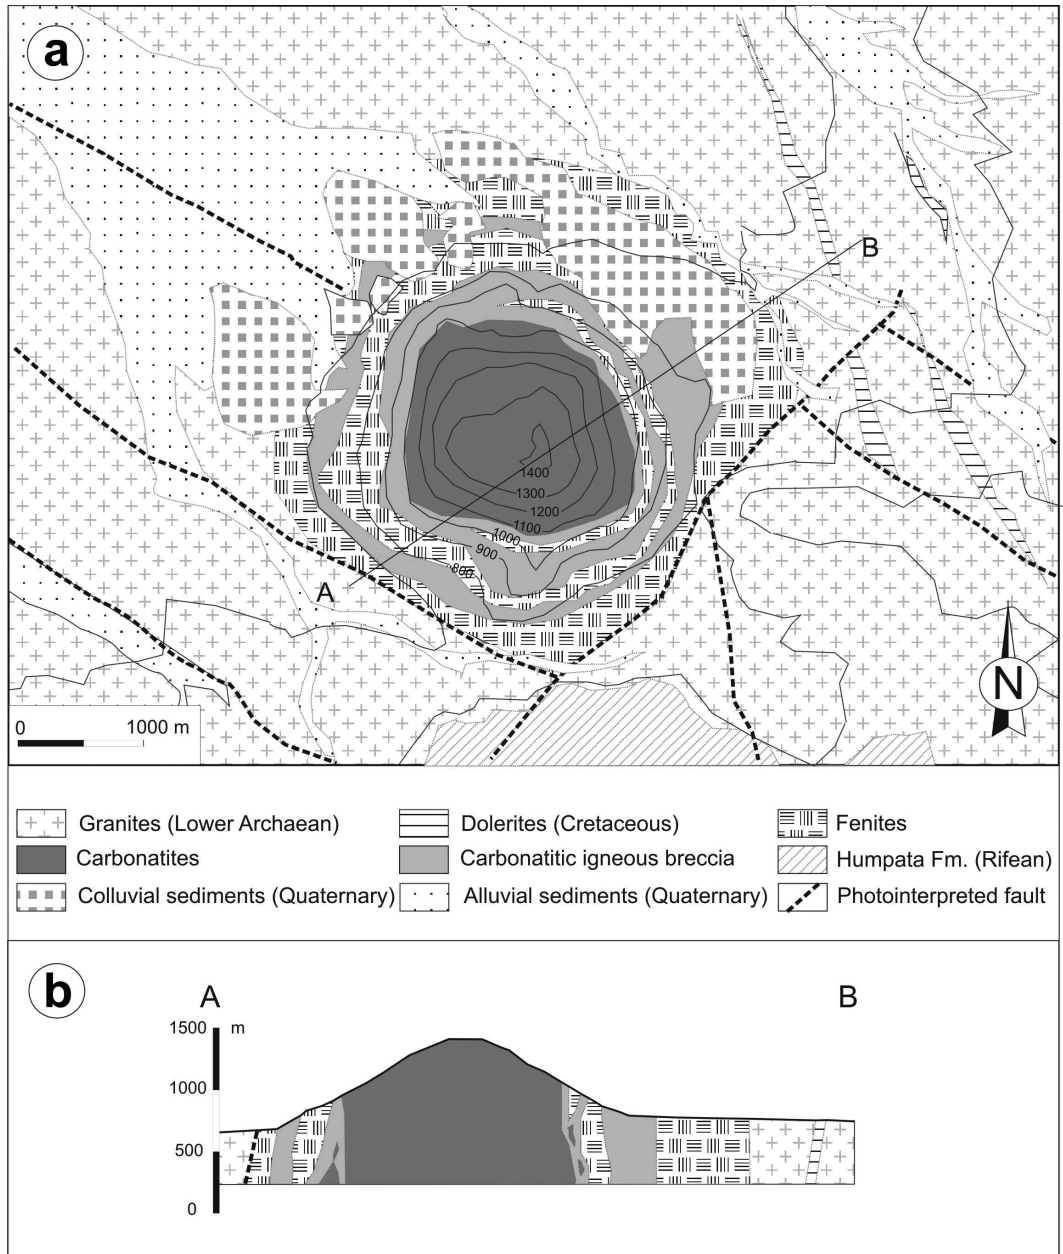 a
B
1400
1300
1200
1100
1000
900
800
A
N
0 1000 m
Granites (Lower Archaean)
Dolerites (Cretaceous)
Fenites
Carbonatites
Carbonatitic igneous breccia
Humpata Fm. (Rifean)
Colluvial sediments (Quaternary)
Alluvial sediments (Quaternary)
Photointerpreted fault
b
A
B
1500 m
1000
500
0